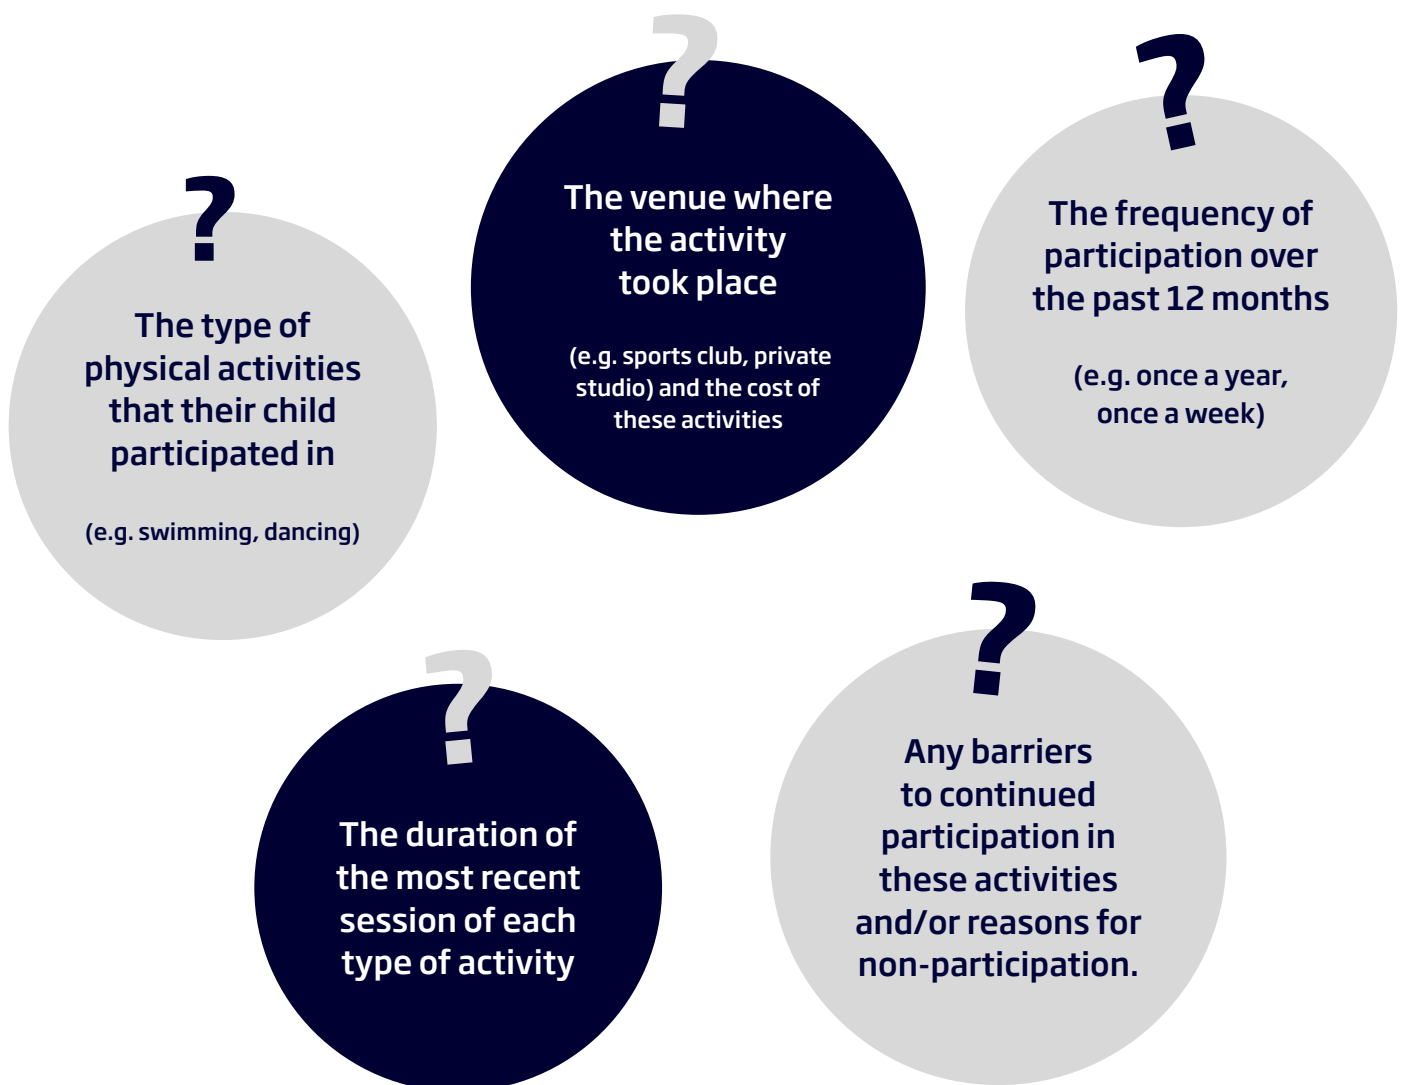 ?
The type of
physical activities
that their child
participated in
(e.g. swimming, dancing)
?
The venue where
the activity
took place
(e.g. sports club, private
studio) and the cost of
these activities
?
The frequency of
participation over
the past 12 months
(e.g. once a year,
once a week)
?
The duration of
the most recent
session of each
type of activity
?
Any barriers
to continued
participation in
these activities
and/or reasons for
non-participation.